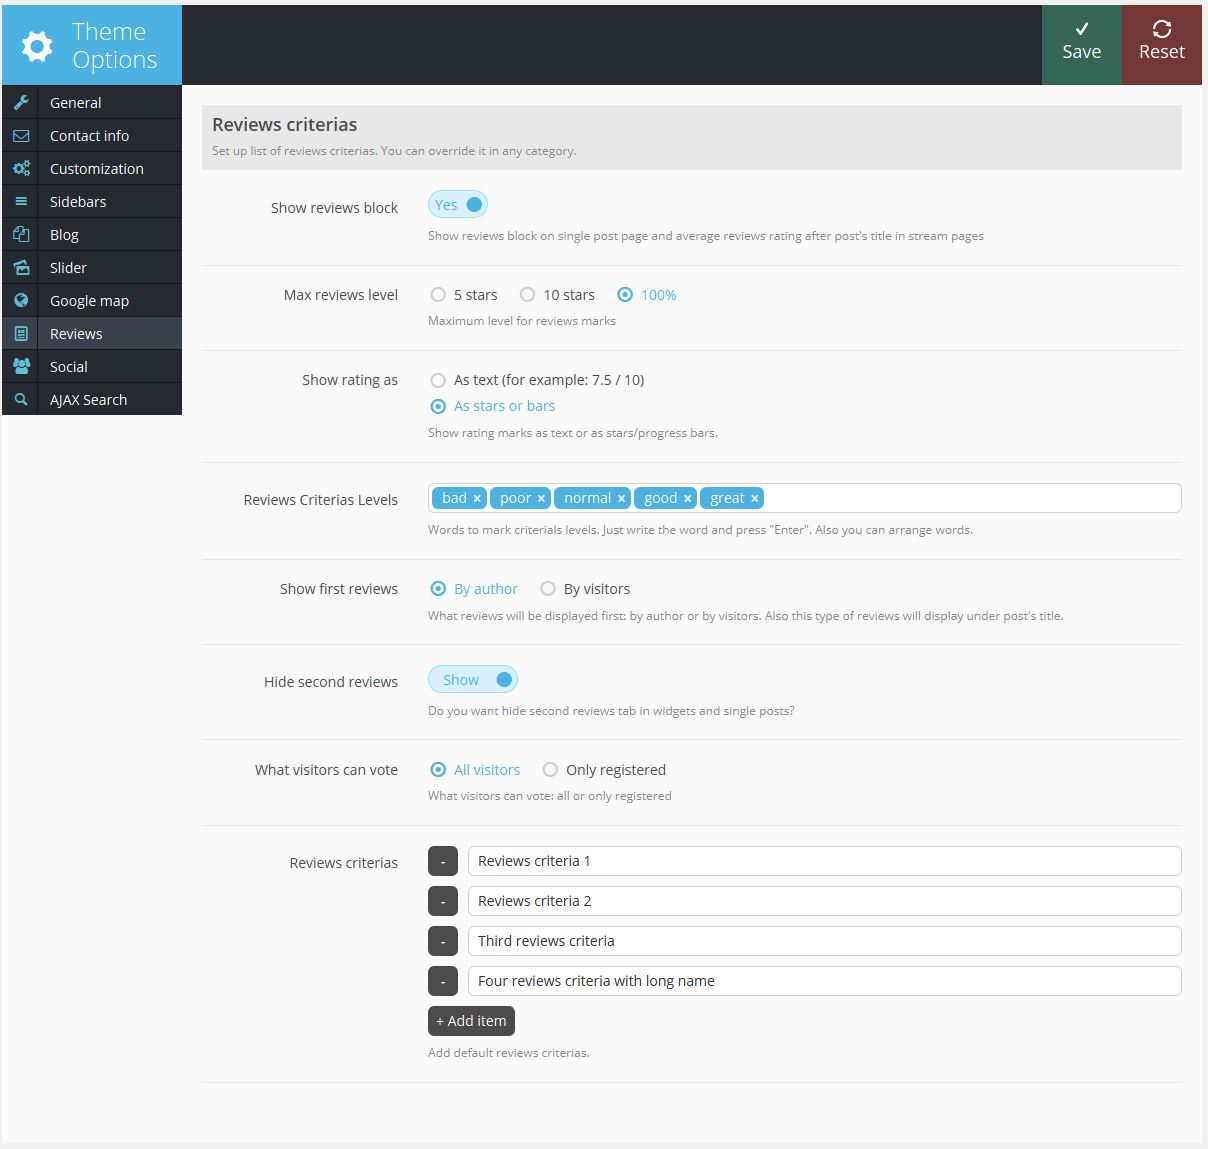 Theme
Options
Save
Reset
General
Contact info
Customization
Sidebars
Blog
Slider
Google map
Reviews
Social
AJAX Search
Reviews criterias
Set up list of reviews criterias. You can override it in any category.
Show reviews block
Yes
Show reviews block on single post page and average reviews rating after post's title in stream pages
Max reviews level
5 stars 10 stars 100%
Maximum level for reviews marks
Show rating as
As text (for example: 7.5 / 10)
As stars or bars
Show rating marks as text or as stars/progress bars.
Reviews Criterias Levels
bad × poor × normal × good × great ×
Words to mark criterials levels. Just write the word and press "Enter". Also you can arrange words.
Show first reviews
By author By visitors
What reviews will be displayed first: by author or by visitors. Also this type of reviews will display under post's title.
Hide second reviews
Show
Do you want hide second reviews tab in widgets and single posts?
What visitors can vote
All visitors Only registered
What visitors can vote: all or only registered
Reviews criterias
- Reviews criteria 1
- Reviews criteria 2
- Third reviews criteria
- Four reviews criteria with long name
+ Add item
Add default reviews criterias.